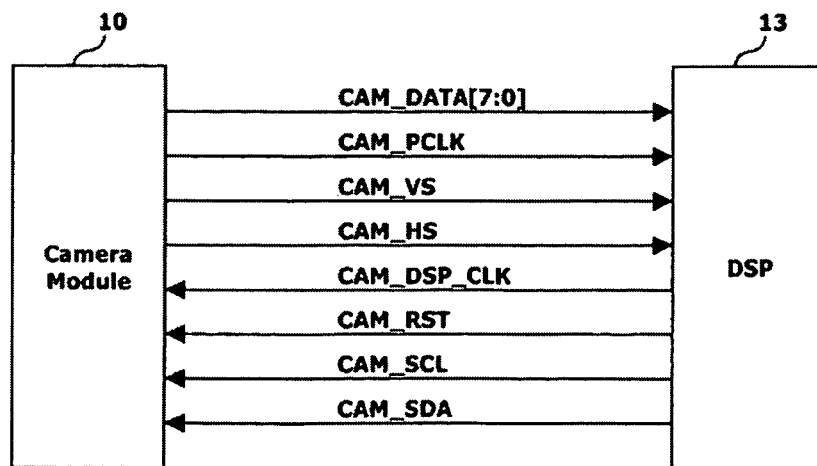 10
13
CAM_DATA[7:0]
CAM_PCLK
CAM_VS
CAM_HS
Camera
Module
CAM_DSP_CLK
DSP
CAM_RST
CAM_SCL
CAM_SDA